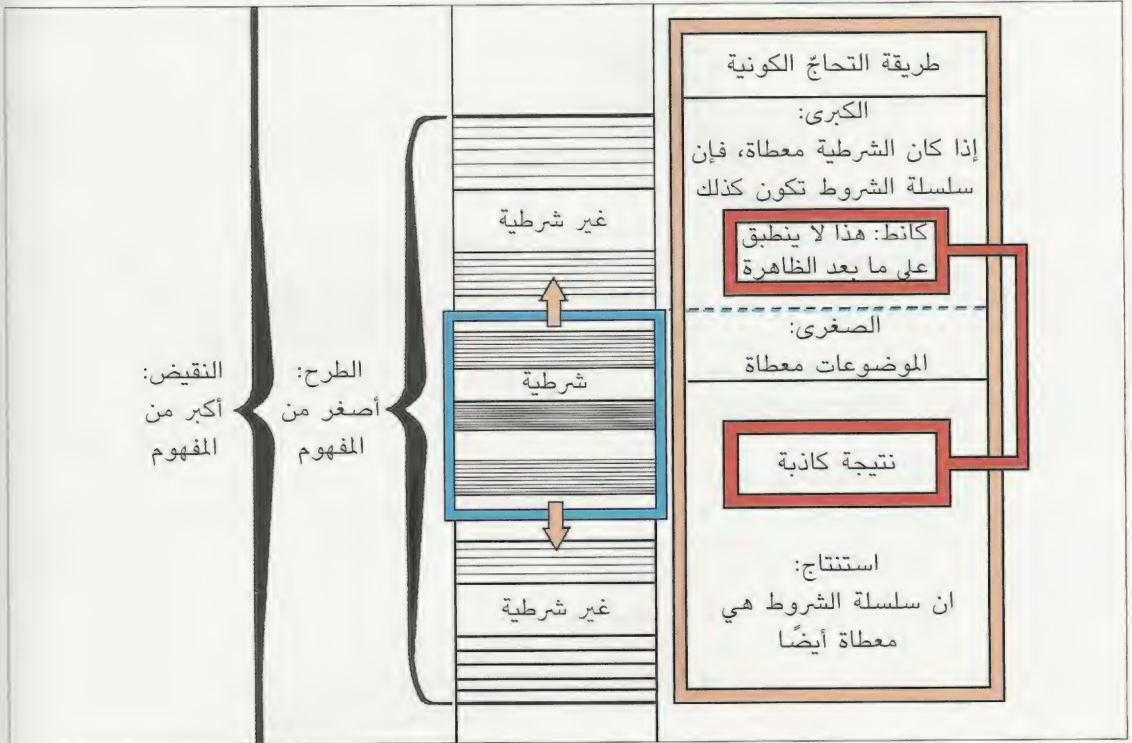 طريقة التحاجّ الكونية
الكبرى:
إذا كان الشرطية معطاة، فإن
سلسلة الشروط تكون كذلك
كانط: هذا لا ينطبق
على ما بعد الظاهرة
الصغرى:
الموضوعات معطاة
نتيجة كاذبة
استنتاج:
ان سلسلة الشروط هي
معطاة أيضًا
غير شرطية
شرطية
غير شرطية
الطرح:
أصغر من
المفهوم
النقيض:
أكبر من
المفهوم